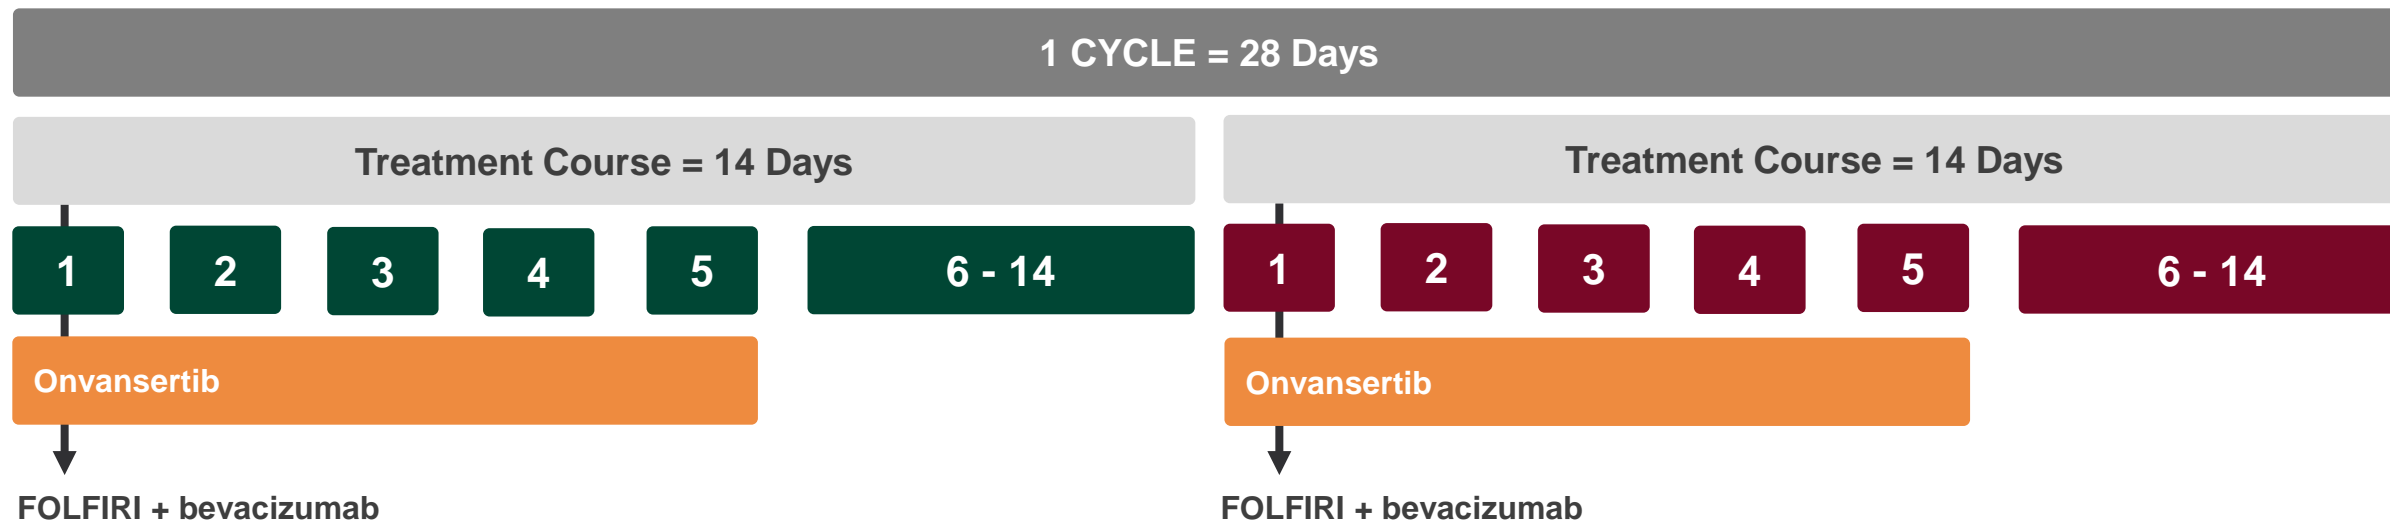 1 CYCLE = 28 Days
Treatment Course = 14 Days
Treatment Course = 14 Days
1 2 3 4 5 6 - 14
1 2 3 4 5 6 - 14
Onvansertib
Onvansertib
FOLFIRI + bevacizumab
FOLFIRI + bevacizumab